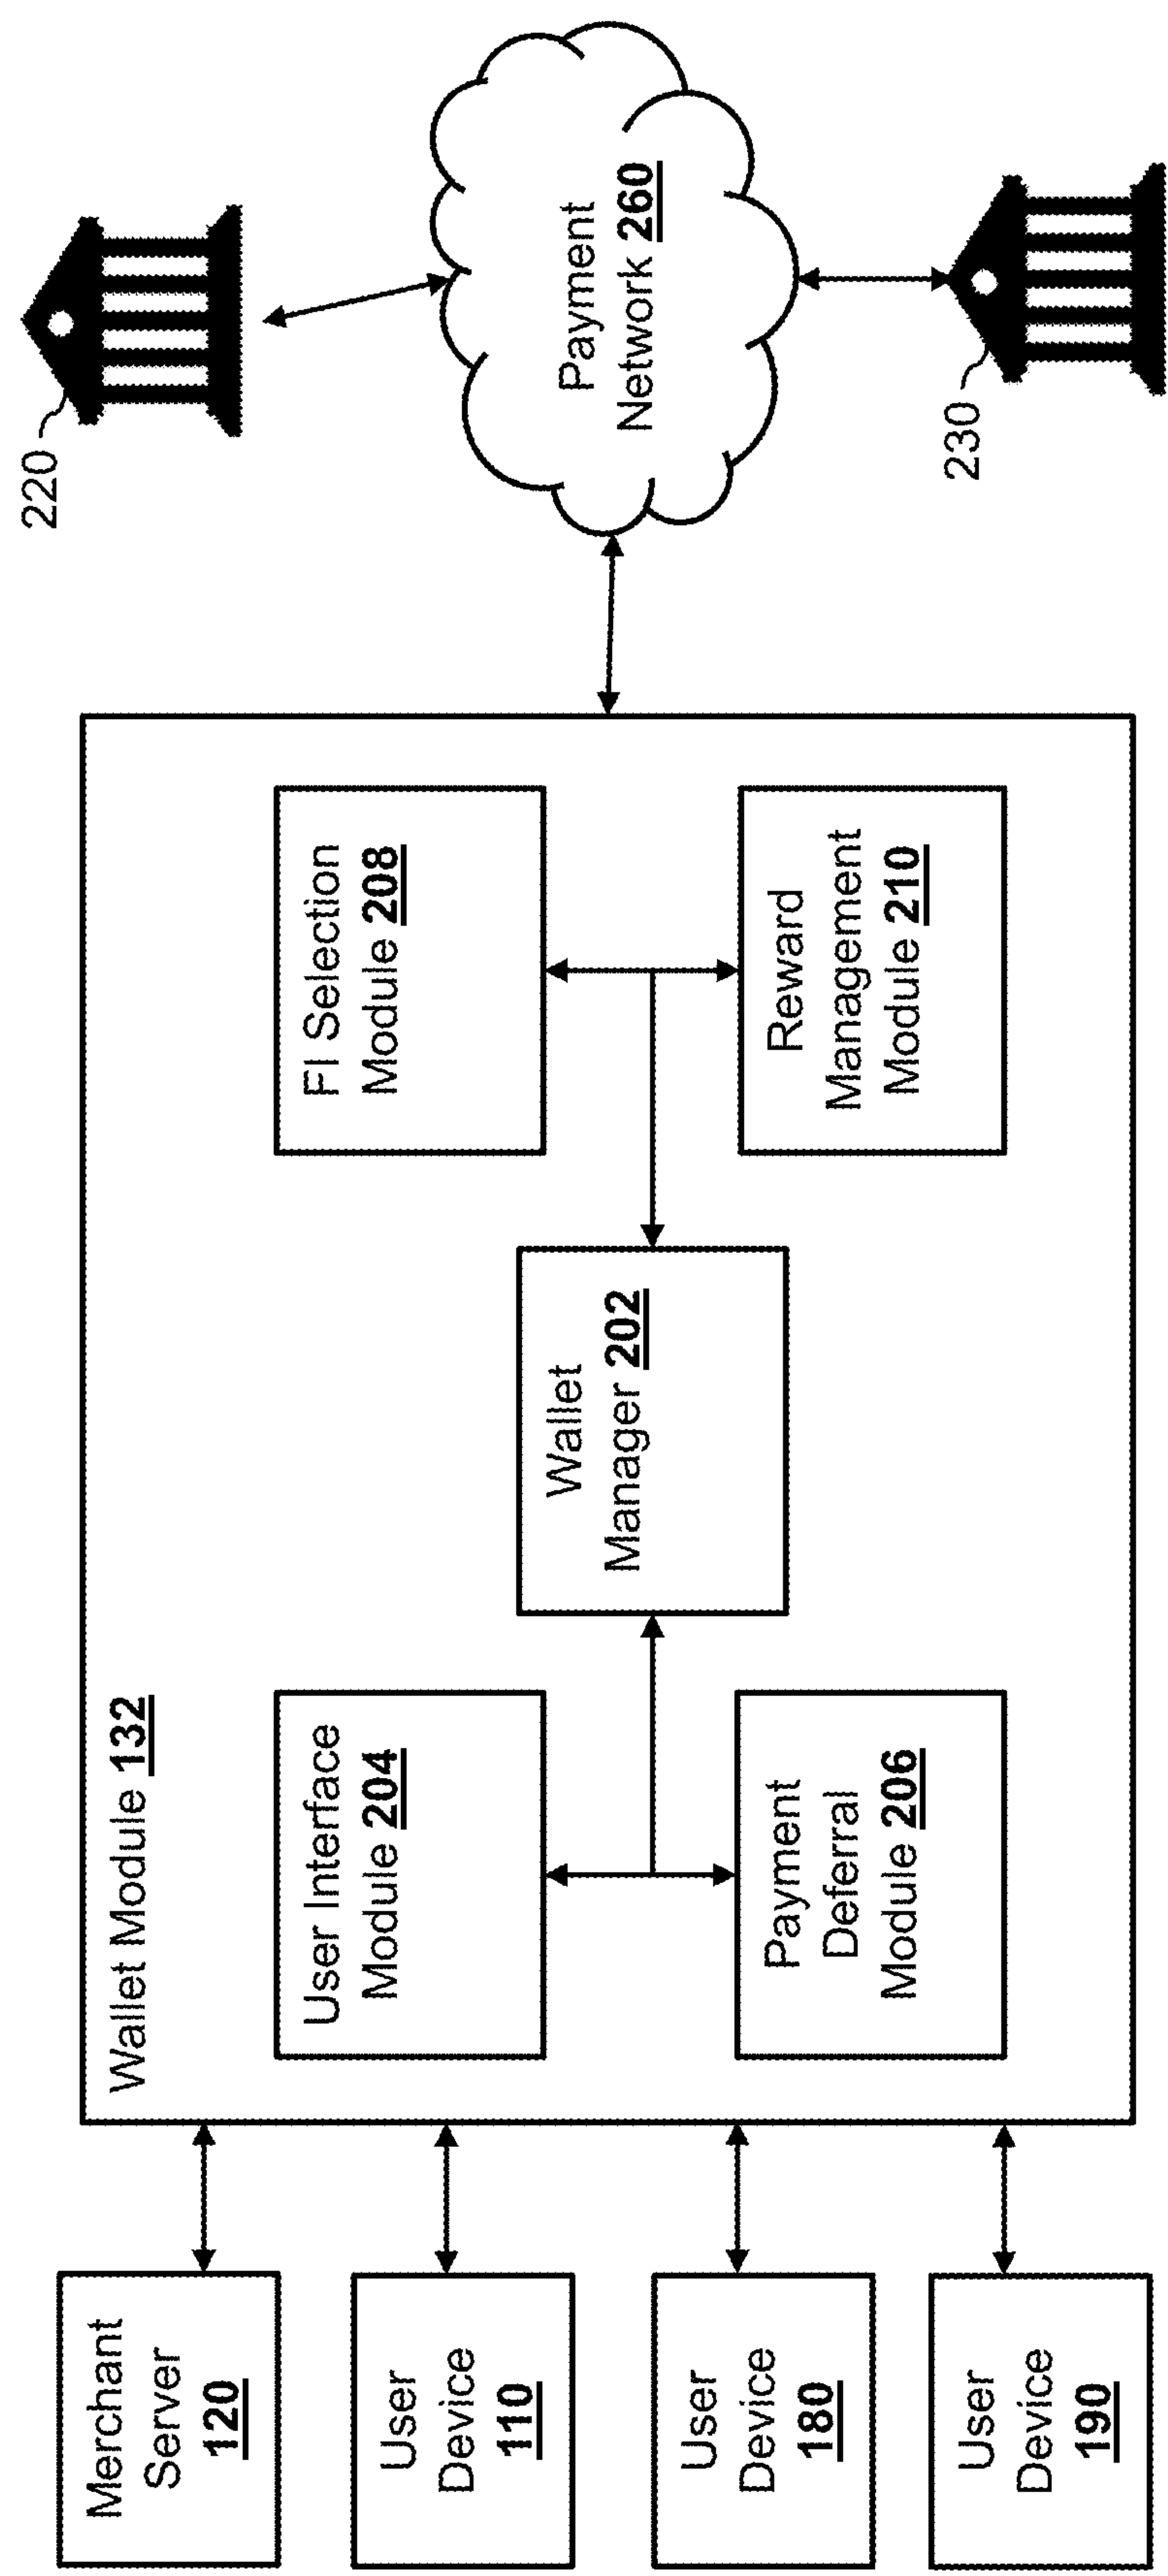 Merchant
Server
120
User
Device
110
User
Device
180
User
Device
190
Wallet Module 132
User Interface
Module 204
Payment
Deferral
Module 206
Wallet
Manager 202
FI Selection
Module 208
Reward
Management
Module 210
220
Payment
Network 260
230